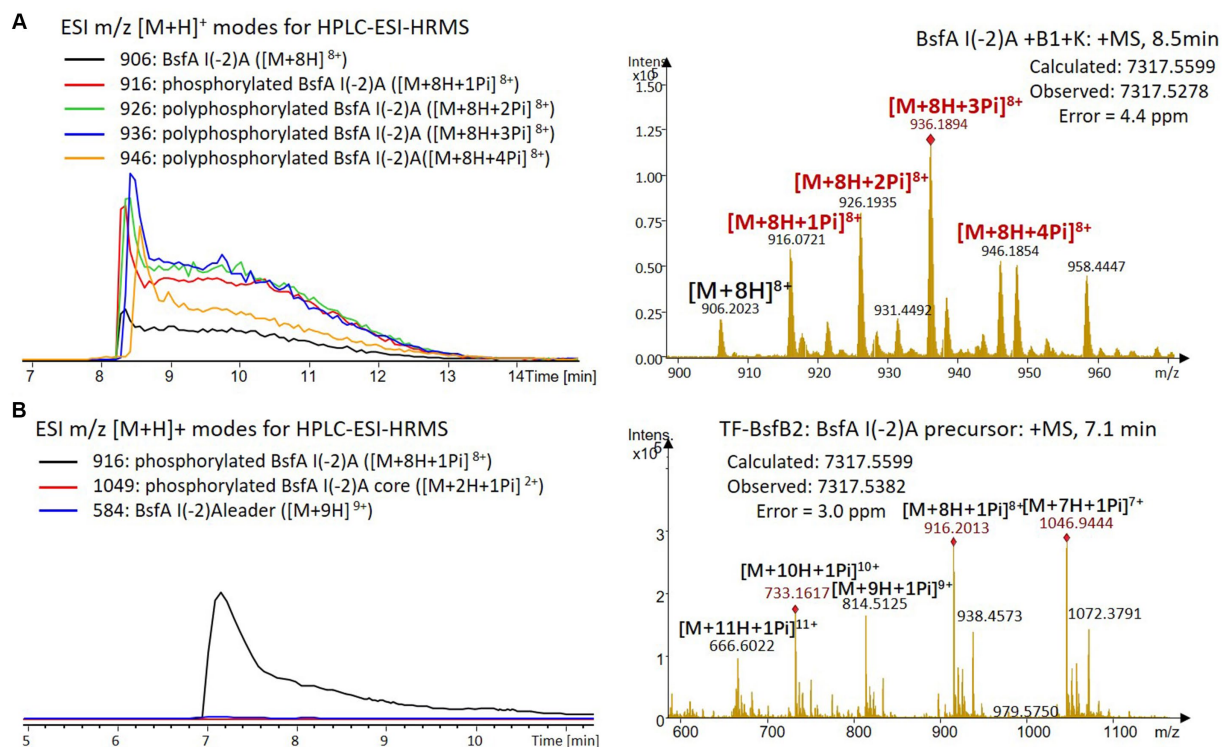 A
ESI m/z [M+H]+ modes for HPLC-ESI-HRMS
906: BsfA I(-2)A ([M+8H] 8+)
916: phosphorylated BsfA I(-2)A ([M+8H+1Pi] 8+)
926: polyphosphorylated BsfA I(-2)A ([M+8H+2Pi] 8+)
936: polyphosphorylated BsfA I(-2)A ([M+8H+3Pi] 8+)
946: polyphosphorylated BsfA I(-2)A([M+8H+4Pi] 8+)
7 8 9 10 11 12 13 14 Time [min]
BsfA I(-2)A +B1+K: +MS, 8.5min
Calculated: 7317.5599
Observed: 7317.5278
Error = 4.4 ppm
Intens.
x10 5
1.50
1.25
1.00
0.75
0.50
0.25
0.00
[M+8H+3Pi]8+
936.1894
[M+8H+2Pi]8+
926.1935
[M+8H+1Pi]8+
916.0721
[M+8H+4Pi]8+
946.1854
958.4447
[M+8H]8+
906.2023
931.4492
900 910 920 930 940 950 960 m/z
B
ESI m/z [M+H]+ modes for HPLC-ESI-HRMS
916: phosphorylated BsfA I(-2)A ([M+8H+1Pi] 8+)
1049: phosphorylated BsfA I(-2)A core ([M+2H+1Pi] 2+)
584: BsfA I(-2)Aleader ([M+9H] 9+)
5 6 7 8 9 10 Time [min]
TF-BsfB2: BsfA I(-2)A precursor: +MS, 7.1 min
Calculated: 7317.5599
Observed: 7317.5382
Error = 3.0 ppm
Intens.
x10 5
3
2
1
0
[M+8H+1Pi]8+ [M+7H+1Pi]7+
916.2013 1046.9444
[M+10H+1Pi]10+
733.1617 [M+9H+1Pi]9+
814.5125
938.4573 1072.3791
[M+11H+1Pi]11+
666.6022
979.5750
600 700 800 900 1000 1100 m/z